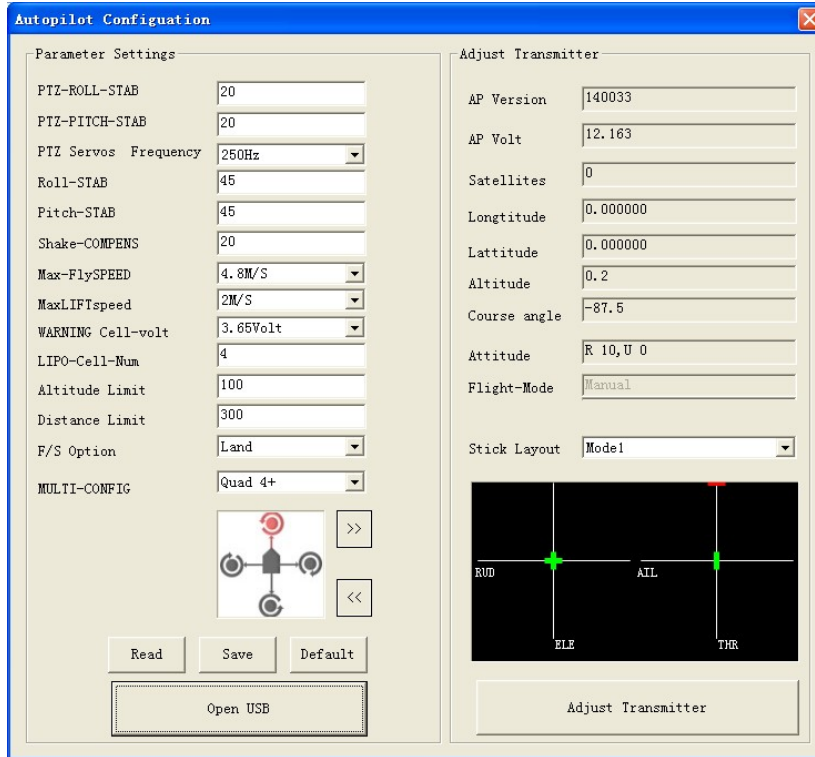 Autopilot Configuation
Parameter Settings
PTZ-ROLL-STAB 20
PTZ-PITCH-STAB 20
PTZ Servos Frequency 250Hz
Roll-STAB 45
Pitch-STAB 45
Shake-COMPENS 20
Max-FlySPEED 4.8M/S
MaxLIFTspeed 2M/S
WARNING Cell-volt 3.65Volt
LIPO-Cell-Num 4
Altitude Limit 100
Distance Limit 300
F/S Option Land
MULTI-CONFIG Quad 4+
>>
<<
Read Save Default
Open USB
Adjust Transmitter
AP Version 140033
AP Volt 12.163
Satellites 0
Longtitude 0.000000
Lattitude 0.000000
Altitude 0.2
Course angle -87.5
Attitude R 10,U 0
Flight-Mode Manual
Stick Layout Mode1
RUD AIL
ELE THR
Adjust Transmitter